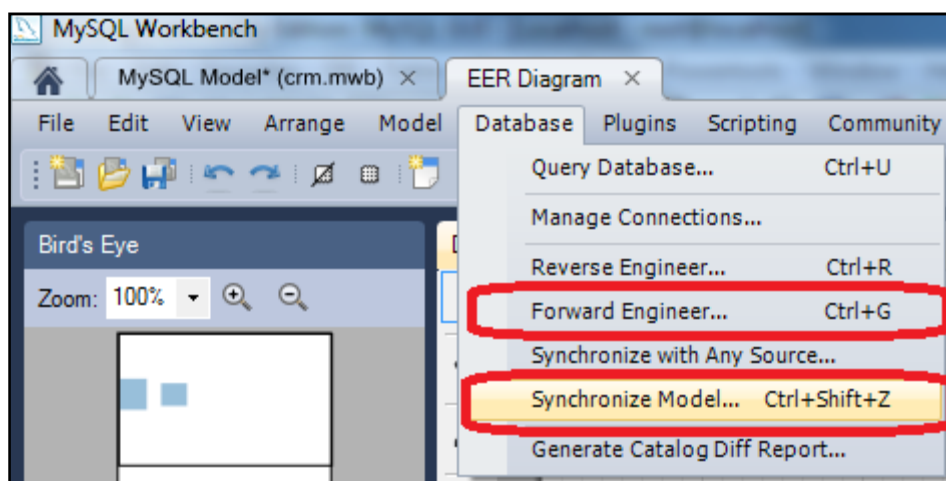 MySQL Workbench
MySQL Model* (crm.mwb) ×
EER Diagram ×
File Edit View Arrange Model Database Plugins Scripting Community
Query Database... Ctrl+U
Manage Connections...
Bird's Eye
Reverse Engineer... Ctrl+R
Zoom: 100%
Forward Engineer... Ctrl+G
Synchronize with Any Source...
Synchronize Model... Ctrl+Shift+Z
Generate Catalog Diff Report...